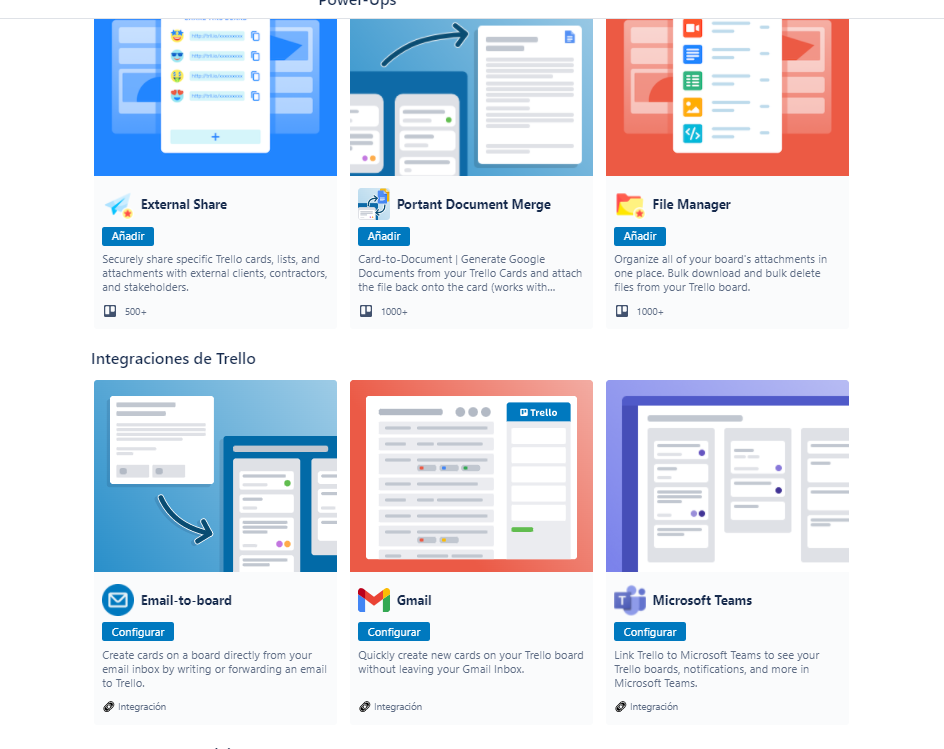 Power-Ups
http://trl. os/xxxxxxxxx
External Share
Añadir
Securely share specific Trello cards, lists, and
attachments with external clients, contractors,
and stakeholders.
500+
Portant Document Merge
Añadir
Card-to-Document | Generate Google
Documents from your Trello Cards and attach
the file back onto the card (works with...
1000+
File Manager
Añadir
Organize all of your board's attachments in
one place. Bulk download and bulk delete
files from your Trello board.
1000+
Integraciones de Trello
Trello
Email-to-board
Configurar
Create cards on a board directly from your
email inbox by writing or forwarding an email
to Trello.
Integración
Gmail
Configurar
Quickly create new cards on your Trello board
without leaving your Gmail Inbox.
Integración
Microsoft Teams
Configurar
Link Trello to Microsoft Teams to see your
Trello boards, notifications, and more in
Microsoft Teams.
Integración